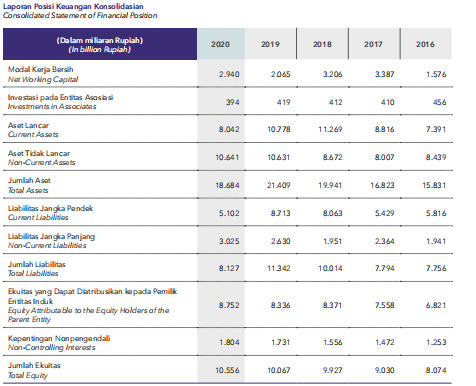 Laporan Posisi Keuangan Konsolidasian
Consolidated Statement of Financial Position
(Dalam miliaran Rupiah)
(In billion Rupiah)
2020 2019 2018 2017 2016
Modal Kerja Bersih
Net Working Capital
2.940 2.065 3.206 3.387 1.576
Investasi pada Entitas Asosiasi
Investments in Associates
394 419 412 410 456
Aset Lancar
Current Assets
8.042 10.778 11.269 8.816 7.391
Aset Tidak Lancar
Non-Current Assets
10.641 10.631 8.672 8.007 8.439
Jumlah Aset
Total Assets
18.684 21.409 19.941 16.823 15.831
Liabilitas Jangka Pendek
Current Liabilities
5.102 8.713 8.063 5.429 5.816
Liabilitas Jangka Panjang
Non-Current Liabilities
3.025 2.630 1.951 2.364 1.941
Jumlah Liabilitas
Total Liabilities
8.127 11.342 10.014 7.794 7.756
Ekuitas yang Dapat Diatribusikan kepada Pemilik
Entitas Induk
Equity Attributable to the Equity Holders of the
Parent Entity
8.752 8.336 8.371 7.558 6.821
Kepentingan Nonpengendali
Non-Controlling Interests
1.804 1.731 1.556 1.472 1.253
Jumlah Ekuitas
Total Equity
10.556 10.067 9.927 9.030 8.074